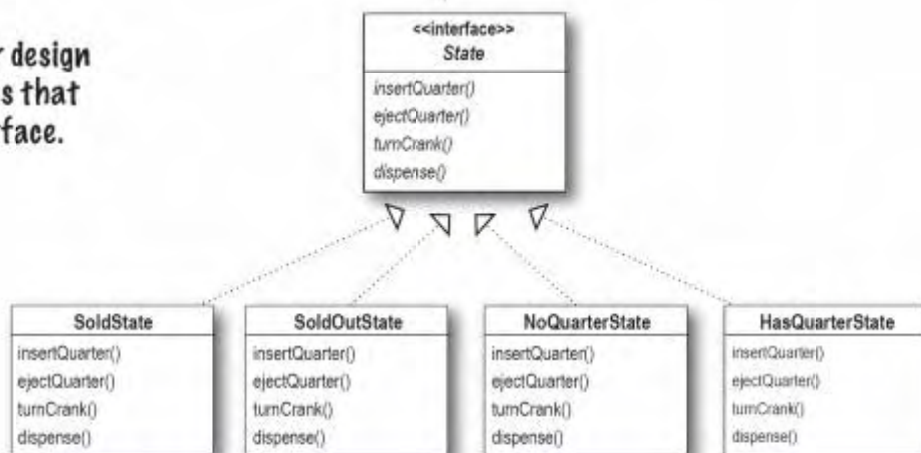 r design
s that
face.
<<interface>>
State
insertQuarter()
ejectQuarter()
turnCrank()
dispense()
SoldState
insertQuarter()
ejectQuarter()
turnCrank()
dispense()
SoldOutState
insertQuarter()
ejectQuarter()
turnCrank()
dispense()
NoQuarterState
insertQuarter()
ejectQuarter()
turnCrank()
dispense()
HasQuarterState
insertQuarter()
ejectQuarter()
turnCrank()
dispense()